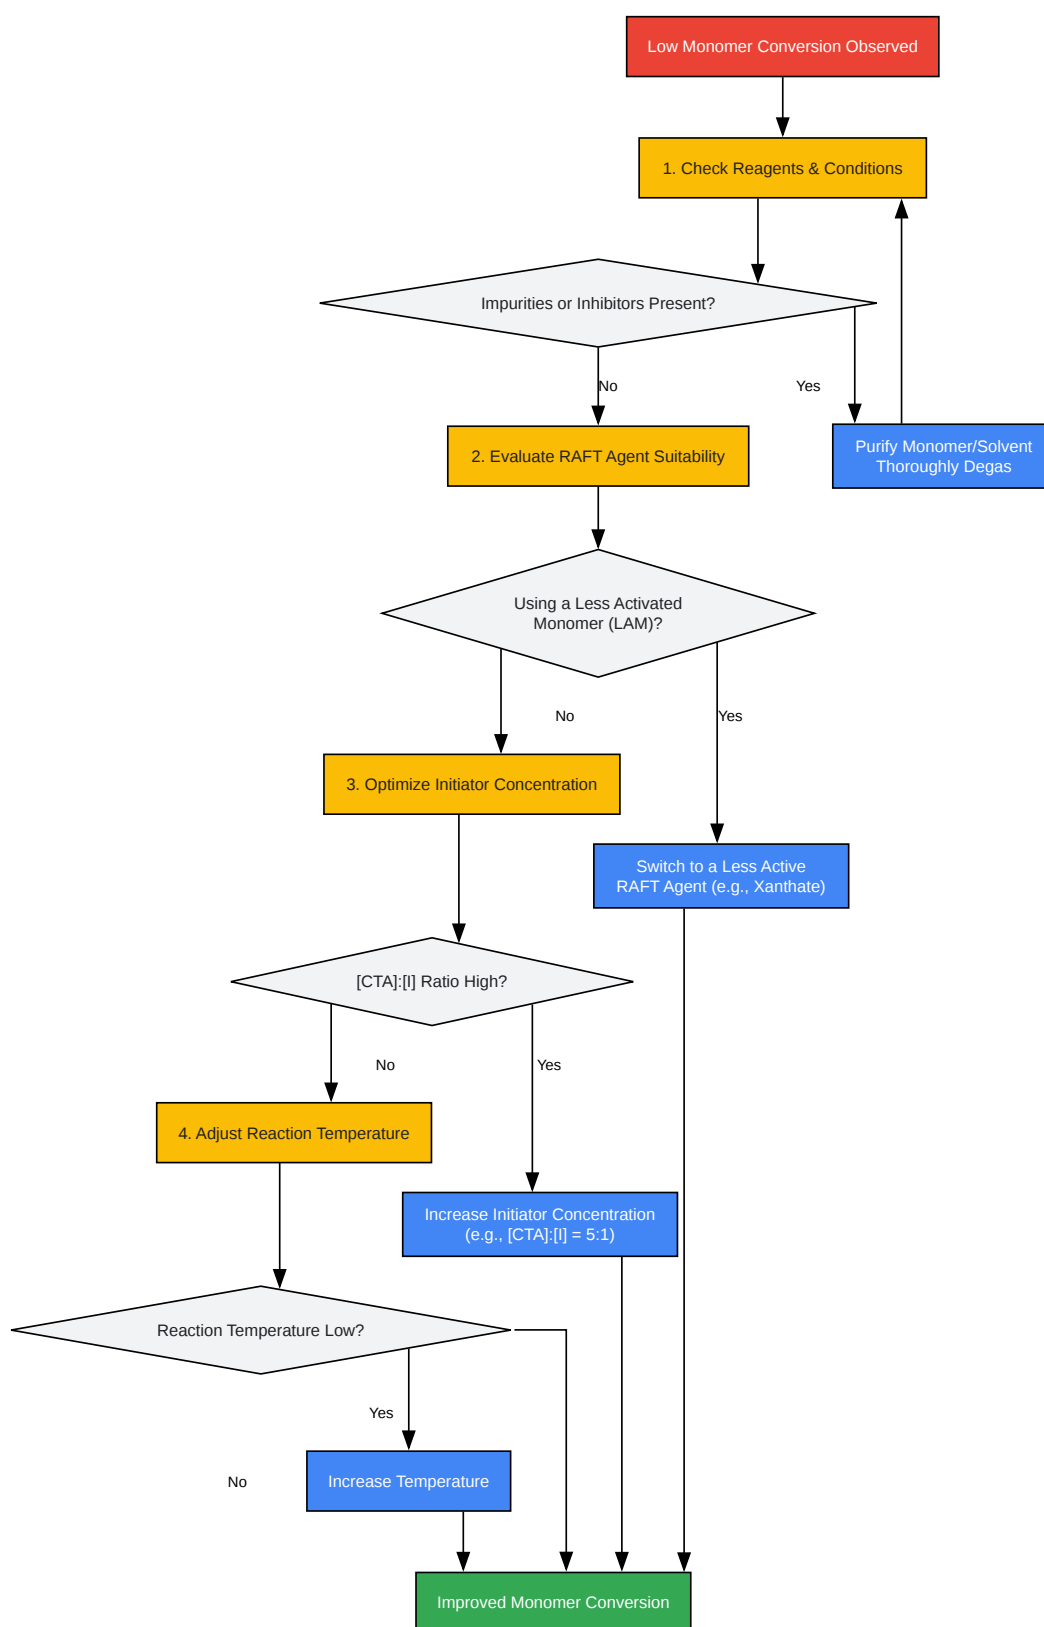 Low Monomer Conversion Observed
1. Check Reagents & Conditions
Impurities or Inhibitors Present?
No
Yes
2. Evaluate RAFT Agent Suitability
Purify Monomer/Solvent
Thoroughly Degas
Using a Less Activated
Monomer (LAM)?
No
Yes
3. Optimize Initiator Concentration
Switch to a Less Active
RAFT Agent (e.g., Xanthate)
[CTA]:[I] Ratio High?
No
Yes
4. Adjust Reaction Temperature
Increase Initiator Concentration
(e.g., [CTA]:[I] = 5:1)
Reaction Temperature Low?
Yes
No
Increase Temperature
Improved Monomer Conversion